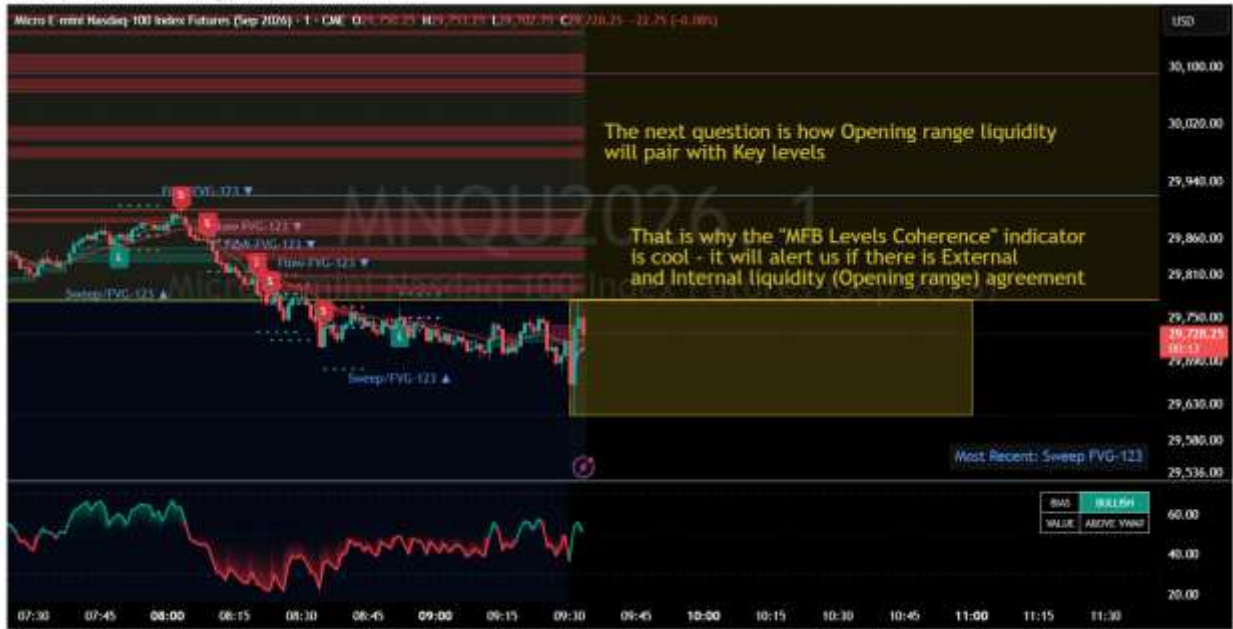 Micro E-mini Nasdaq-100 Index Futures (Sep 2026) · 1 · CME
USD
30,100.00
The next question is how Opening range liquidity
will pair with Key levels
30,020.00
29,940.00
MNQU2026, 1
That is why the "MFB Levels Coherence" indicator
is cool - it will alert us if there is External
and Internal liquidity (Opening range) agreement
29,860.00
29,810.00
Sweep/FVG-123 ▲
29,750.00
29,728.25
00:13
29,690.00
Sweep/FVG-123 ▲
29,630.00
29,580.00
Most Recent: Sweep FVG-123
29,536.00
BIAS BULLISH
VALUE ABOVE VWAP
60.00
40.00
20.00
07:30 07:45 08:00 08:15 08:30 08:45 09:00 09:15 09:30 09:45 10:00 10:15 10:30 10:45 11:00 11:15 11:30